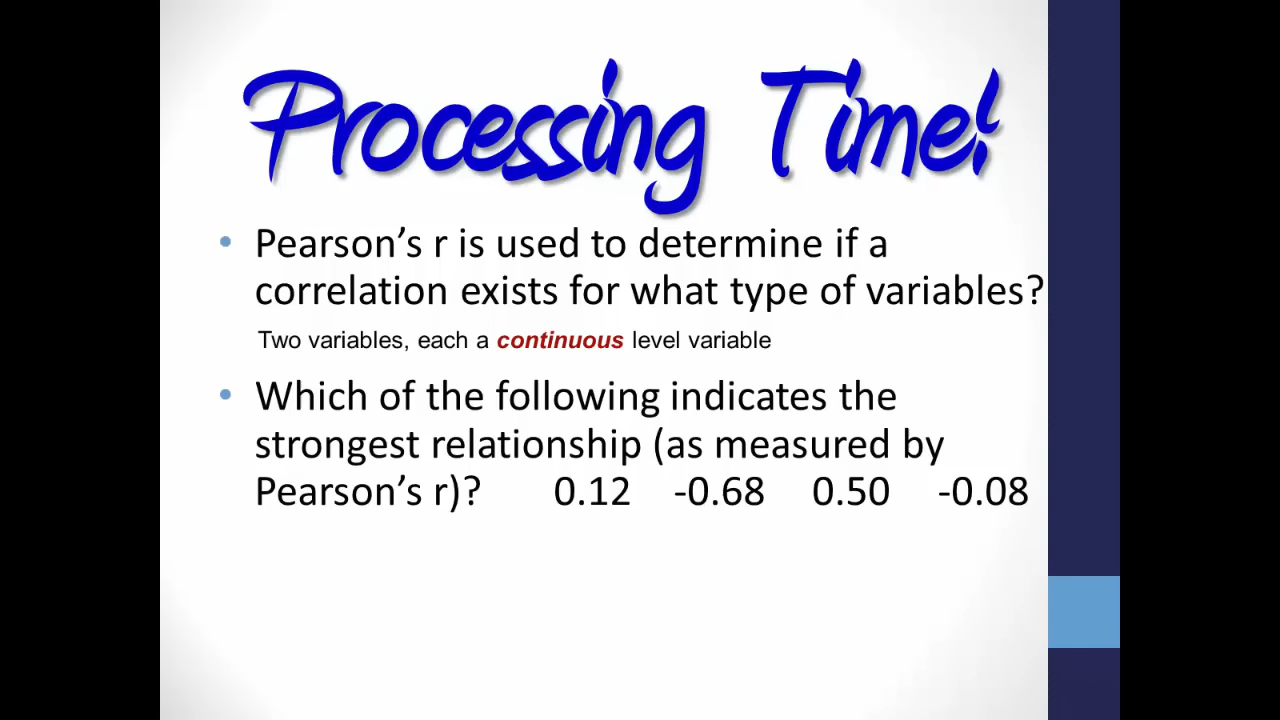 Processing Time!
• Pearson’s r is used to determine if a
correlation exists for what type of variables?
Two variables, each a continuous level variable
• Which of the following indicates the
strongest relationship (as measured by
Pearson’s r)? 0.12 -0.68 0.50 -0.08